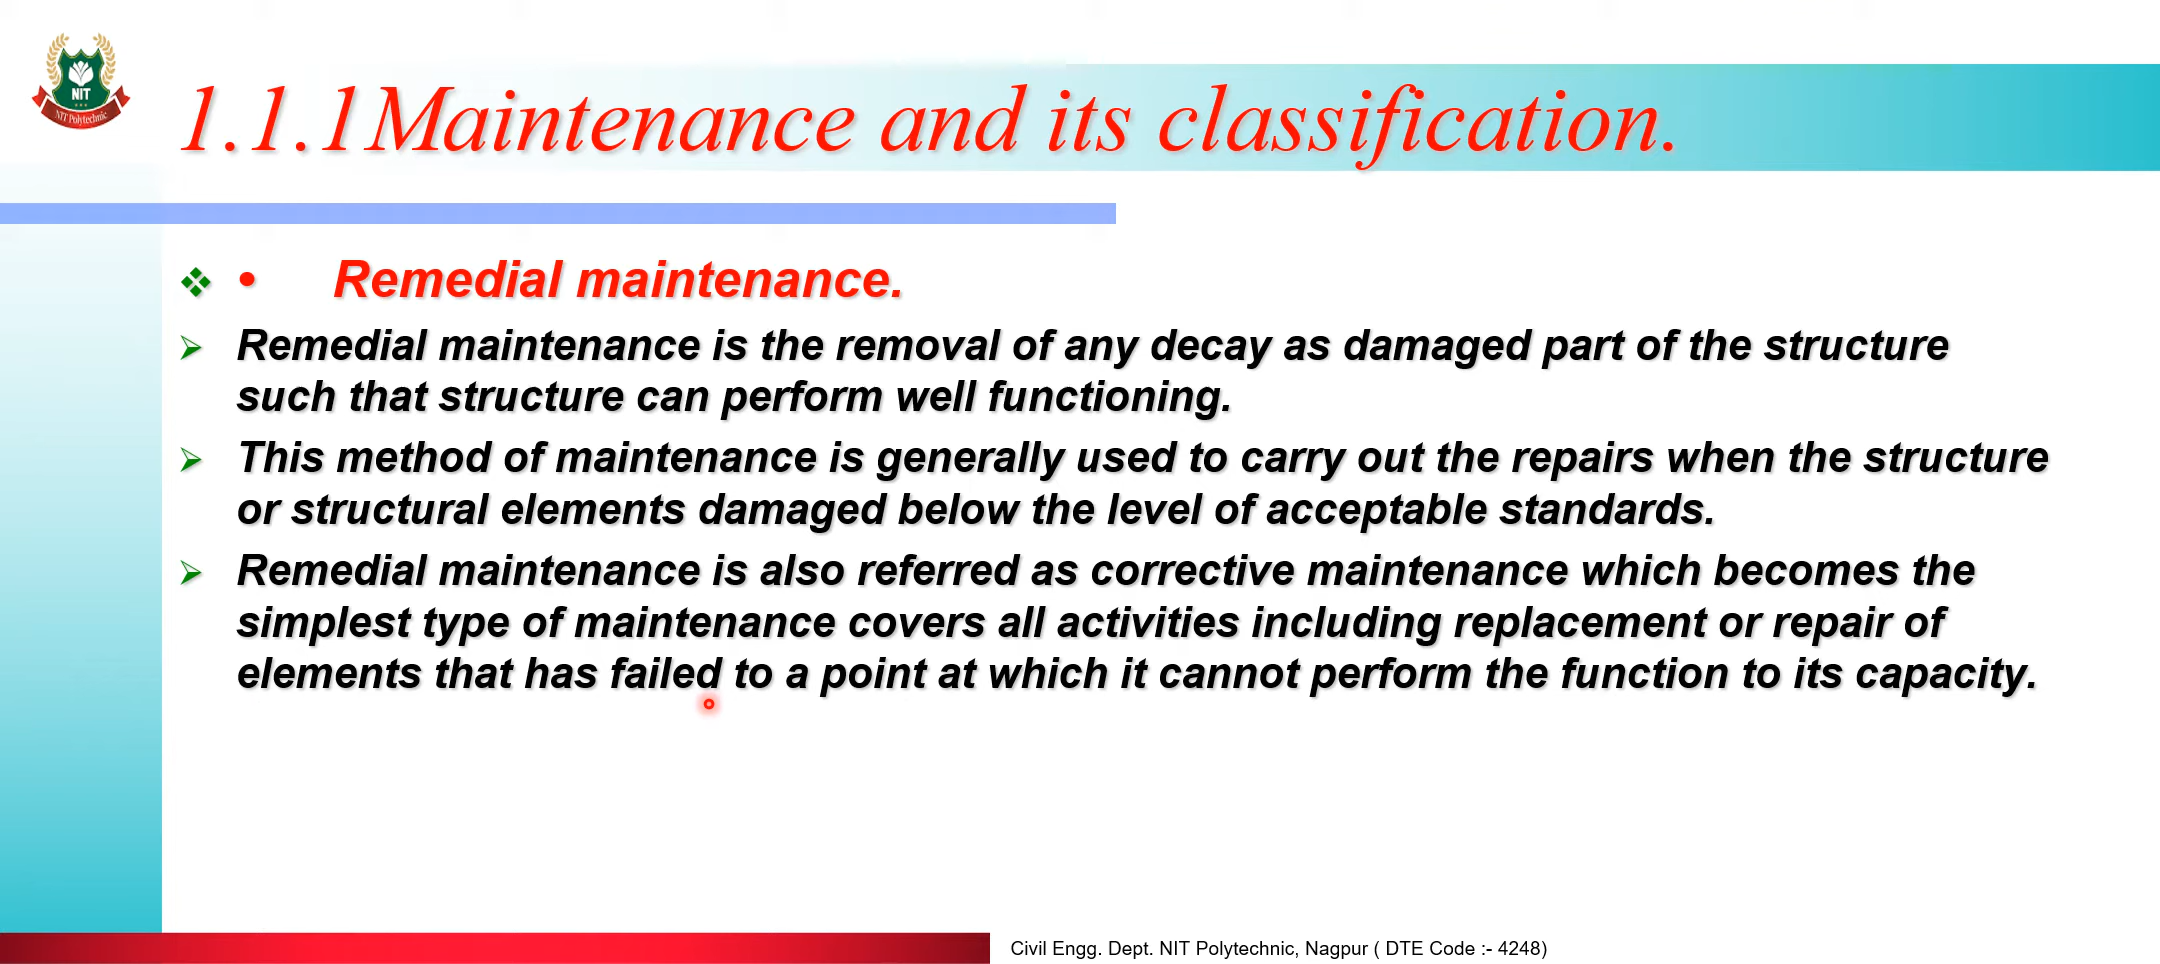 NIT
NIT Polytechnic
1.1.1Maintenance and its classification.
• Remedial maintenance.
Remedial maintenance is the removal of any decay as damaged part of the structure
such that structure can perform well functioning.
This method of maintenance is generally used to carry out the repairs when the structure
or structural elements damaged below the level of acceptable standards.
Remedial maintenance is also referred as corrective maintenance which becomes the
simplest type of maintenance covers all activities including replacement or repair of
elements that has failed to a point at which it cannot perform the function to its capacity.
Civil Engg. Dept. NIT Polytechnic, Nagpur ( DTE Code :- 4248)